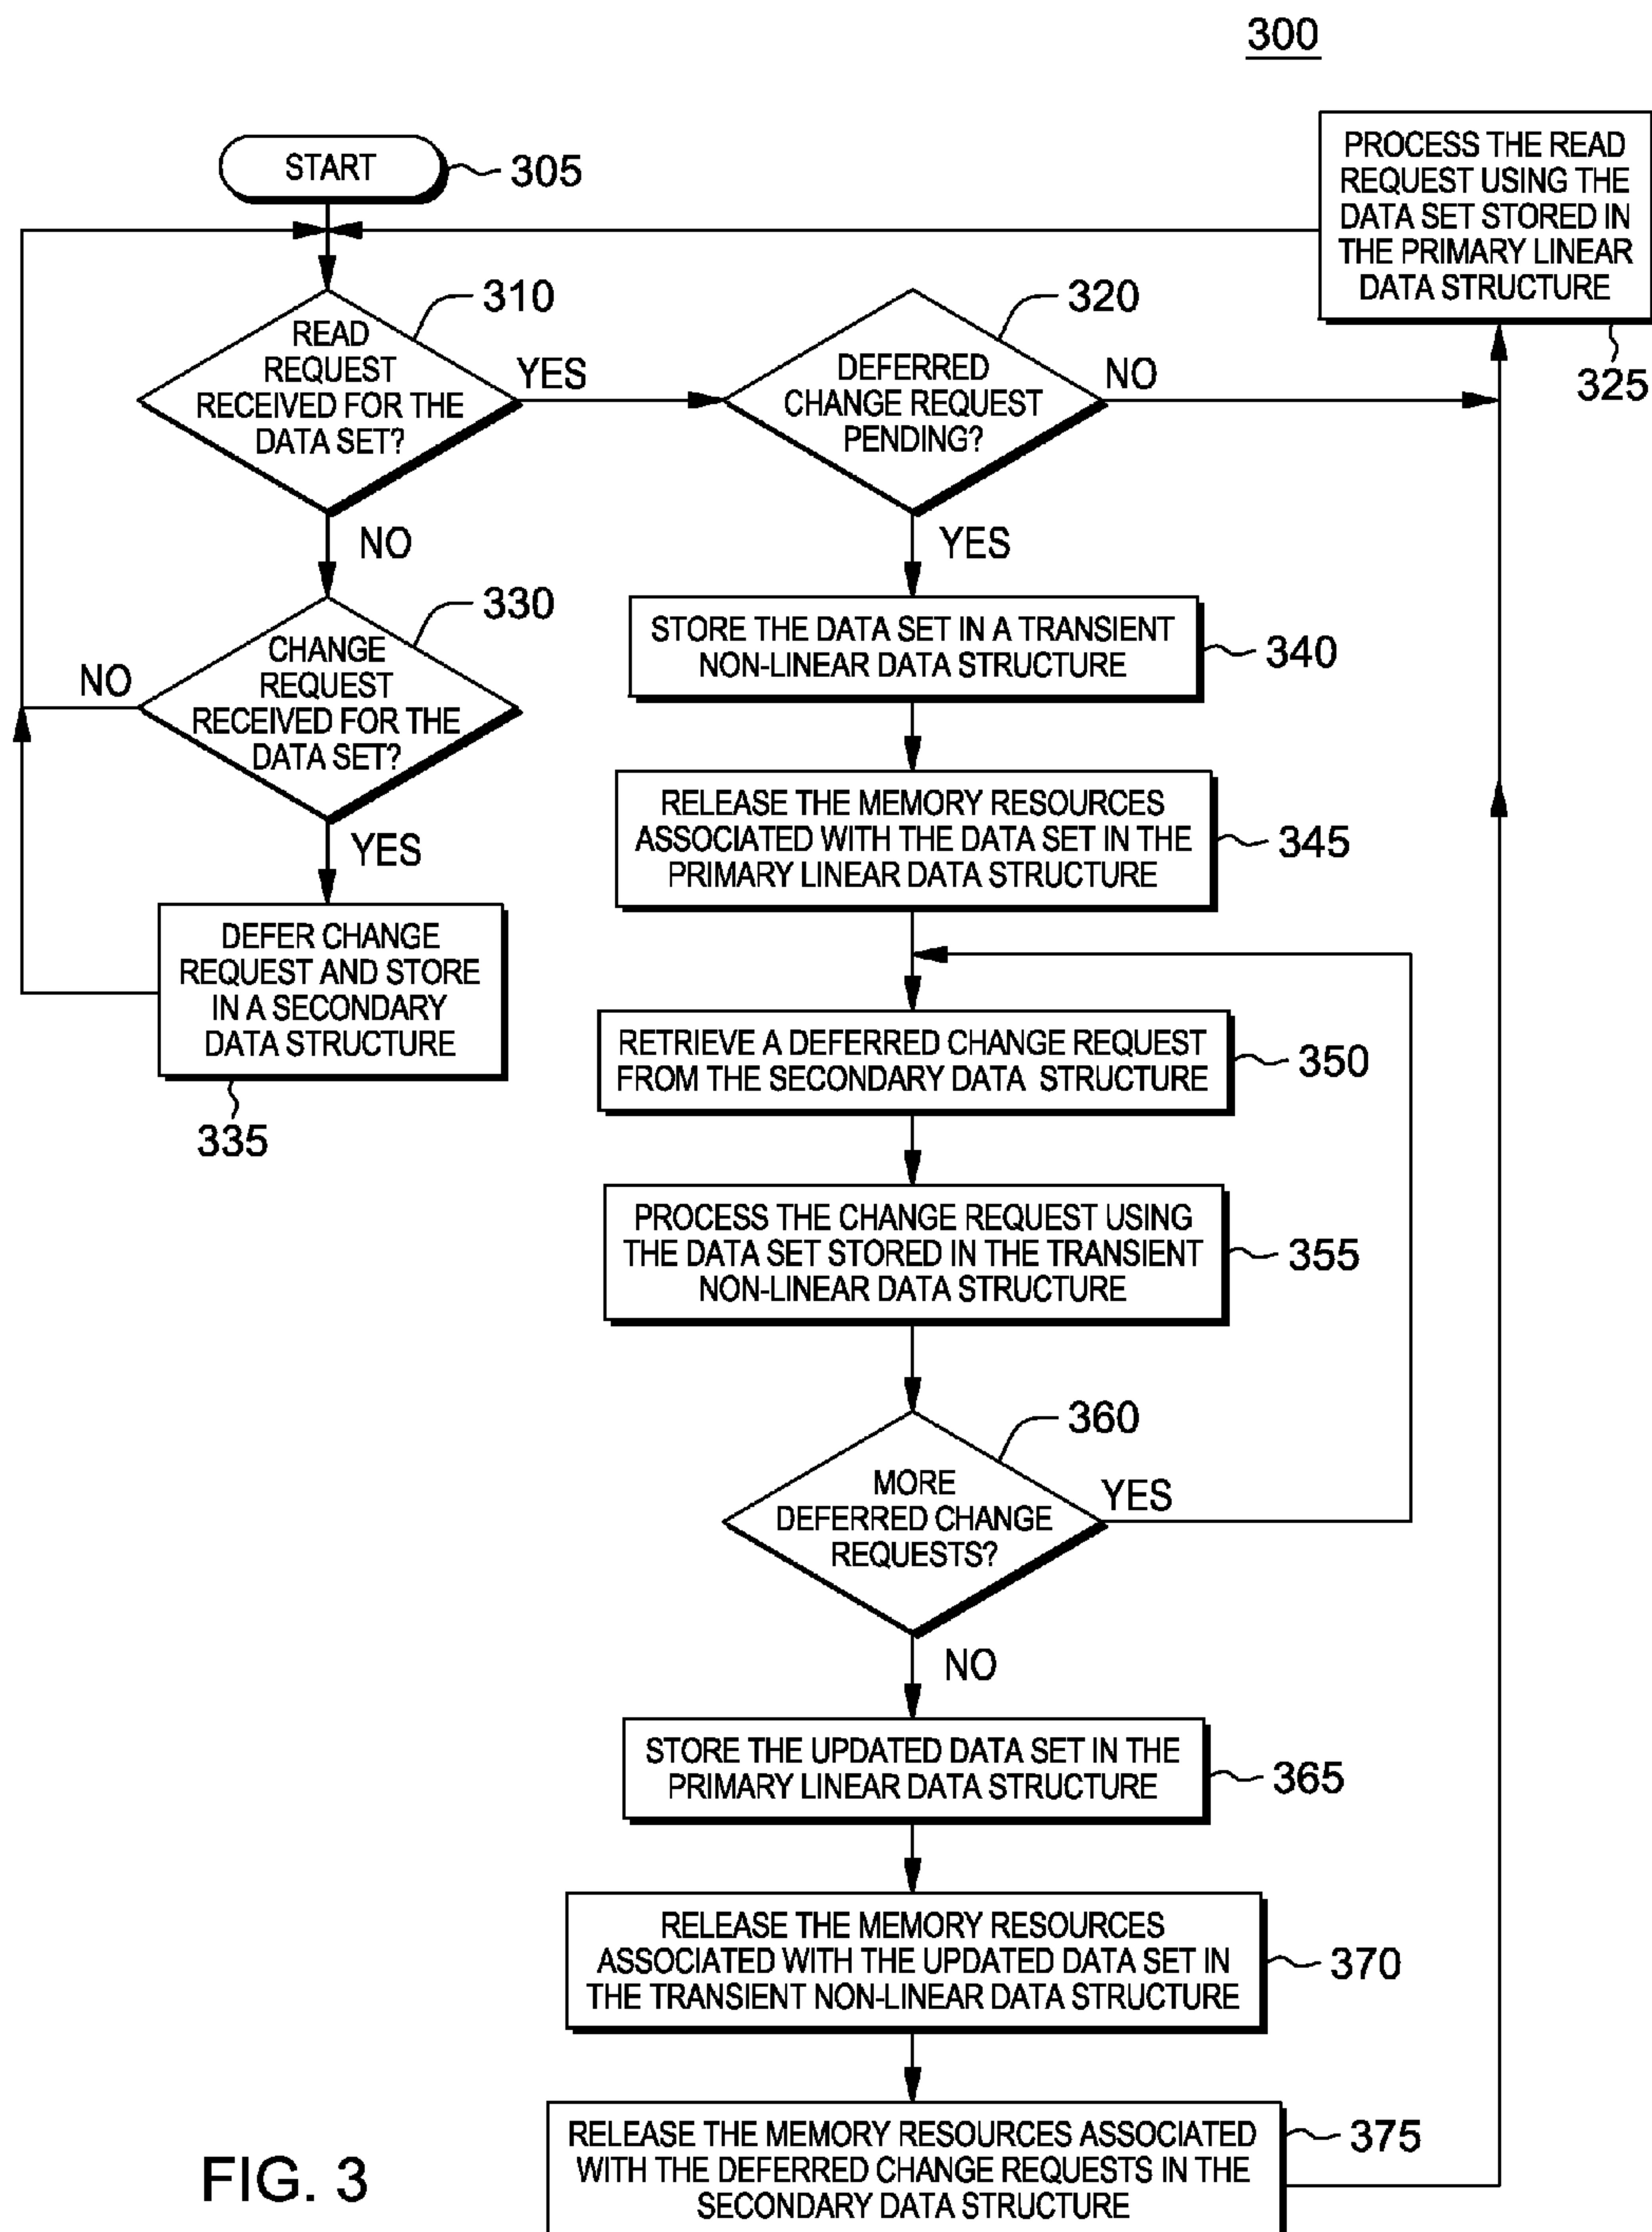 300
START
305
PROCESS THE READ
REQUEST USING THE
DATA SET STORED IN
THE PRIMARY LINEAR
DATA STRUCTURE
325
READ
REQUEST
RECEIVED FOR THE
DATA SET?
310
YES
DEFERRED
CHANGE REQUEST
PENDING?
320
NO
NO
YES
CHANGE
REQUEST
RECEIVED FOR THE
DATA SET?
330
NO
YES
DEFER CHANGE
REQUEST AND STORE
IN A SECONDARY
DATA STRUCTURE
335
STORE THE DATA SET IN A TRANSIENT
NON-LINEAR DATA STRUCTURE
340
RELEASE THE MEMORY RESOURCES
ASSOCIATED WITH THE DATA SET IN THE
PRIMARY LINEAR DATA STRUCTURE
345
RETRIEVE A DEFERRED CHANGE REQUEST
FROM THE SECONDARY DATA STRUCTURE
350
PROCESS THE CHANGE REQUEST USING
THE DATA SET STORED IN THE TRANSIENT
NON-LINEAR DATA STRUCTURE
355
MORE
DEFERRED CHANGE
REQUESTS?
360
YES
NO
STORE THE UPDATED DATA SET IN THE
PRIMARY LINEAR DATA STRUCTURE
365
RELEASE THE MEMORY RESOURCES
ASSOCIATED WITH THE UPDATED DATA SET IN
THE TRANSIENT NON-LINEAR DATA STRUCTURE
370
RELEASE THE MEMORY RESOURCES ASSOCIATED
WITH THE DEFERRED CHANGE REQUESTS IN THE
SECONDARY DATA STRUCTURE
375
FIG. 3